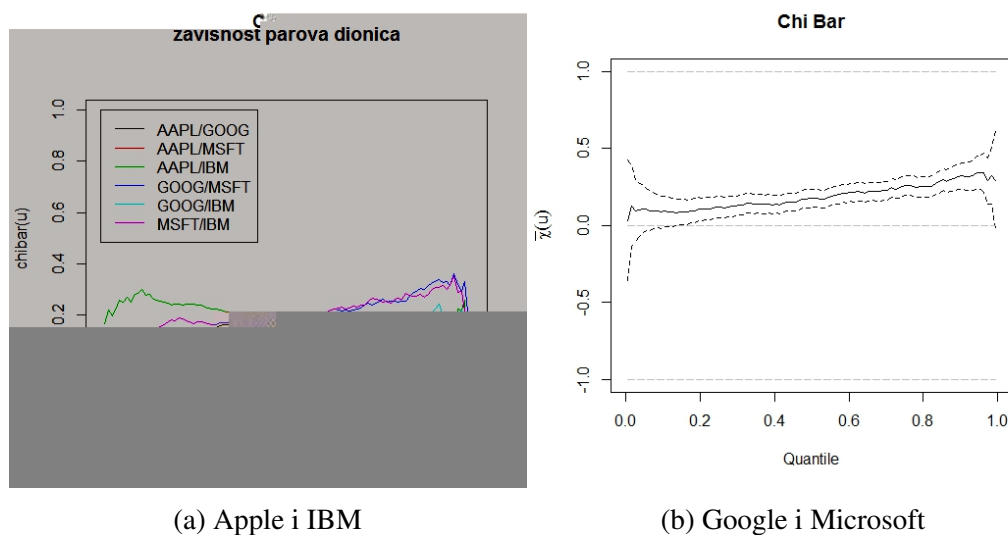 zavisnost parova dionica
chibar(u)
1.0
0.8
0.6
0.4
0.2
AAPL/GOOG
AAPL/MSFT
AAPL/IBM
GOOG/MSFT
GOOG/IBM
MSFT/IBM
(a) Apple i IBM
Chi Bar
χ̅(u)
1.0
0.5
0.0
-0.5
-1.0
0.0 0.2 0.4 0.6 0.8 1.0
Quantile
(b) Google i Microsoft